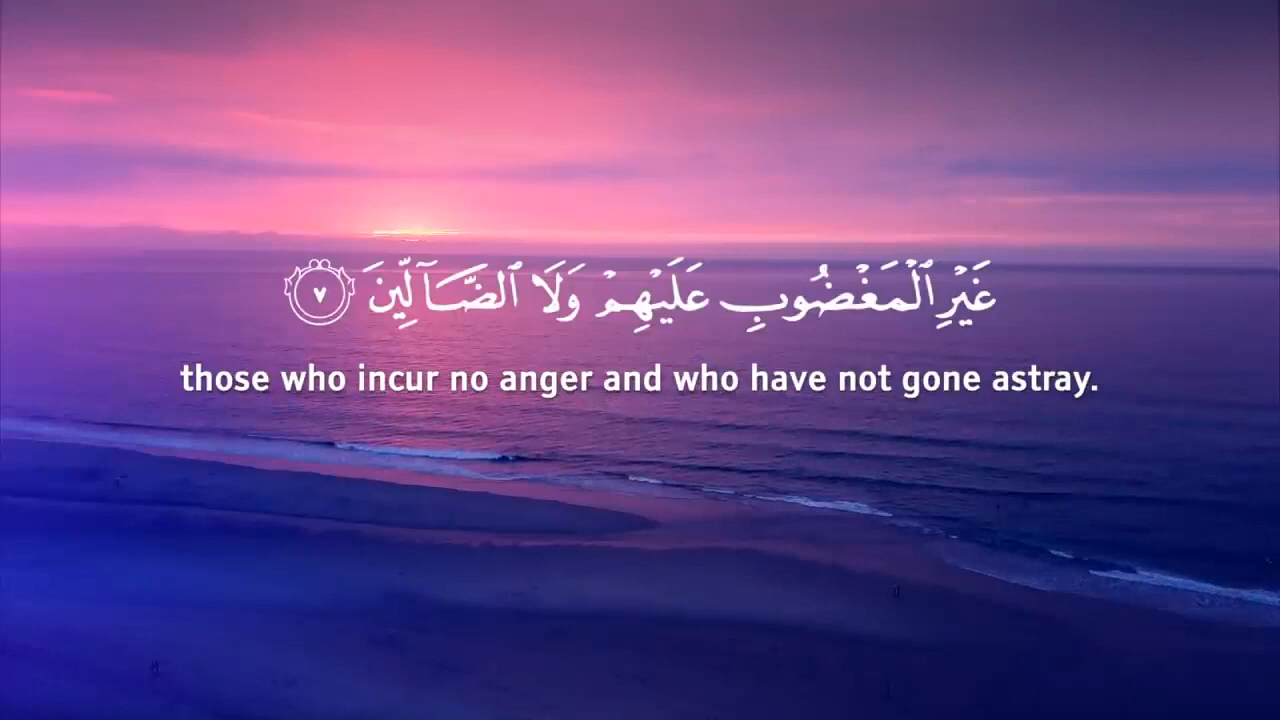 غَيْرِ ٱلْمَغْضُوبِ عَلَيْهِمْ وَلَا ٱلضَّآلِّينَ ٧
those who incur no anger and who have not gone astray.